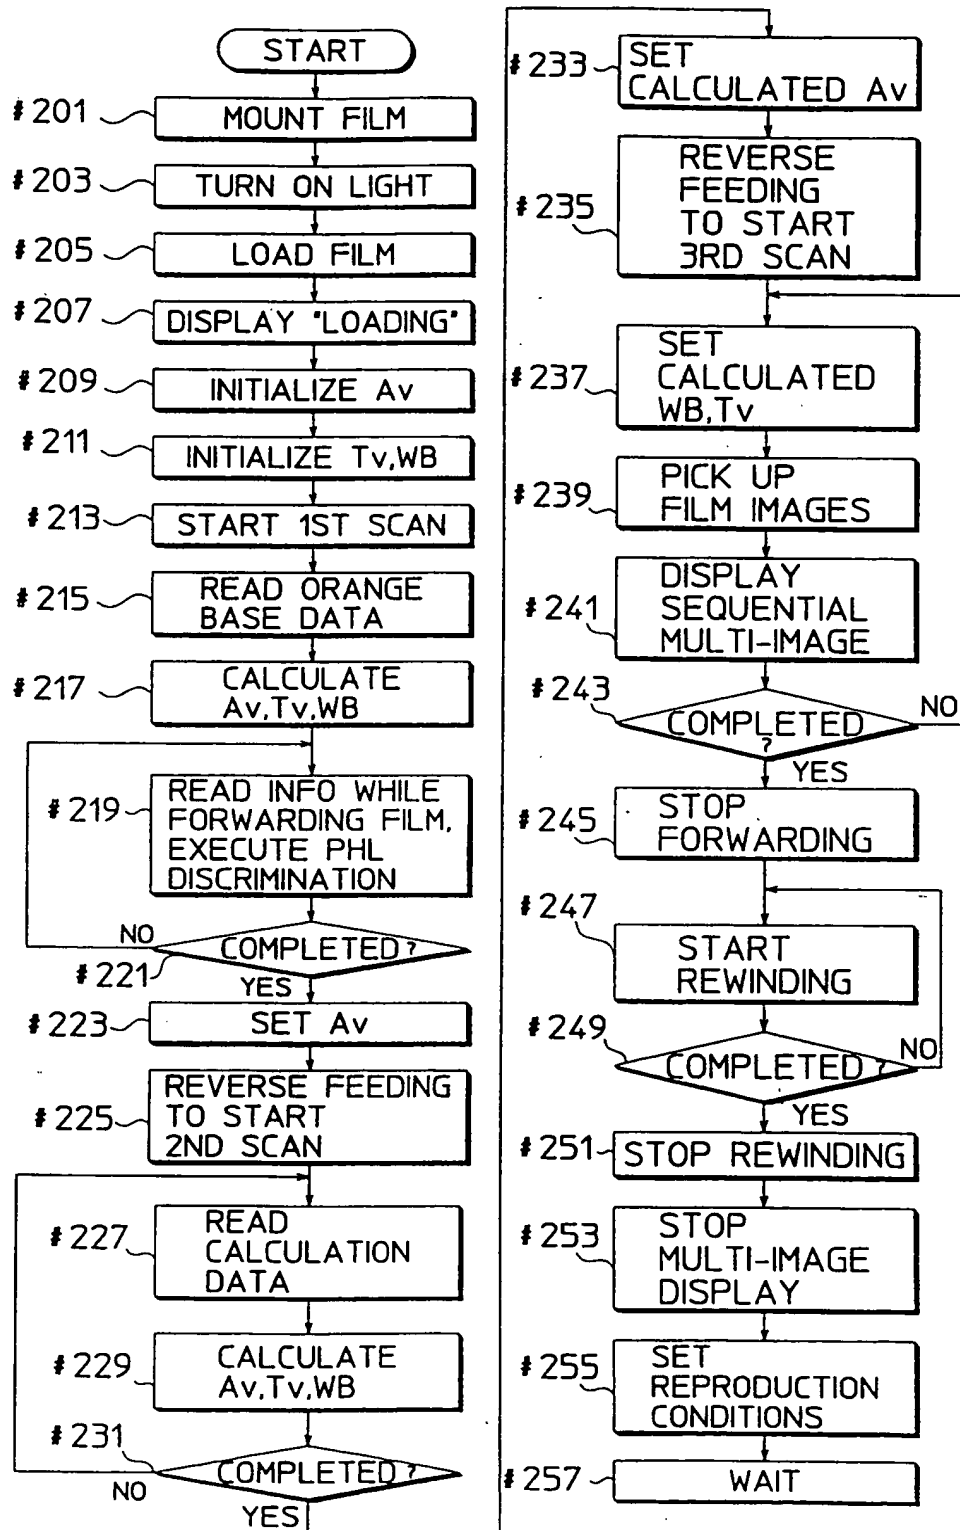 START
#201
MOUNT FILM
#203
TURN ON LIGHT
#205
LOAD FILM
#207
DISPLAY "LOADING"
#209
INITIALIZE Av
#211
INITIALIZE Tv,WB
#213
START 1ST SCAN
#215
READ ORANGE
BASE DATA
#217
CALCULATE
Av,Tv,WB
#219
READ INFO WHILE
FORWARDING FILM,
EXECUTE PHL
DISCRIMINATION
NO
COMPLETED ?
#221
YES
#223
SET Av
#225
REVERSE FEEDING
TO START
2ND SCAN
#227
READ
CALCULATION
DATA
#229
CALCULATE
Av,Tv,WB
#231
COMPLETED ?
NO
YES
#233
SET
CALCULATED Av
#235
REVERSE
FEEDING
TO START
3RD SCAN
#237
SET
CALCULATED
WB,Tv
#239
PICK UP
FILM IMAGES
#241
DISPLAY
SEQUENTIAL
MULTI-IMAGE
#243
COMPLETED
?
NO
YES
#245
STOP
FORWARDING
#247
START
REWINDING
#249
COMPLETED ?
NO
YES
#251
STOP REWINDING
#253
STOP
MULTI-IMAGE
DISPLAY
#255
SET
REPRODUCTION
CONDITIONS
#257
WAIT